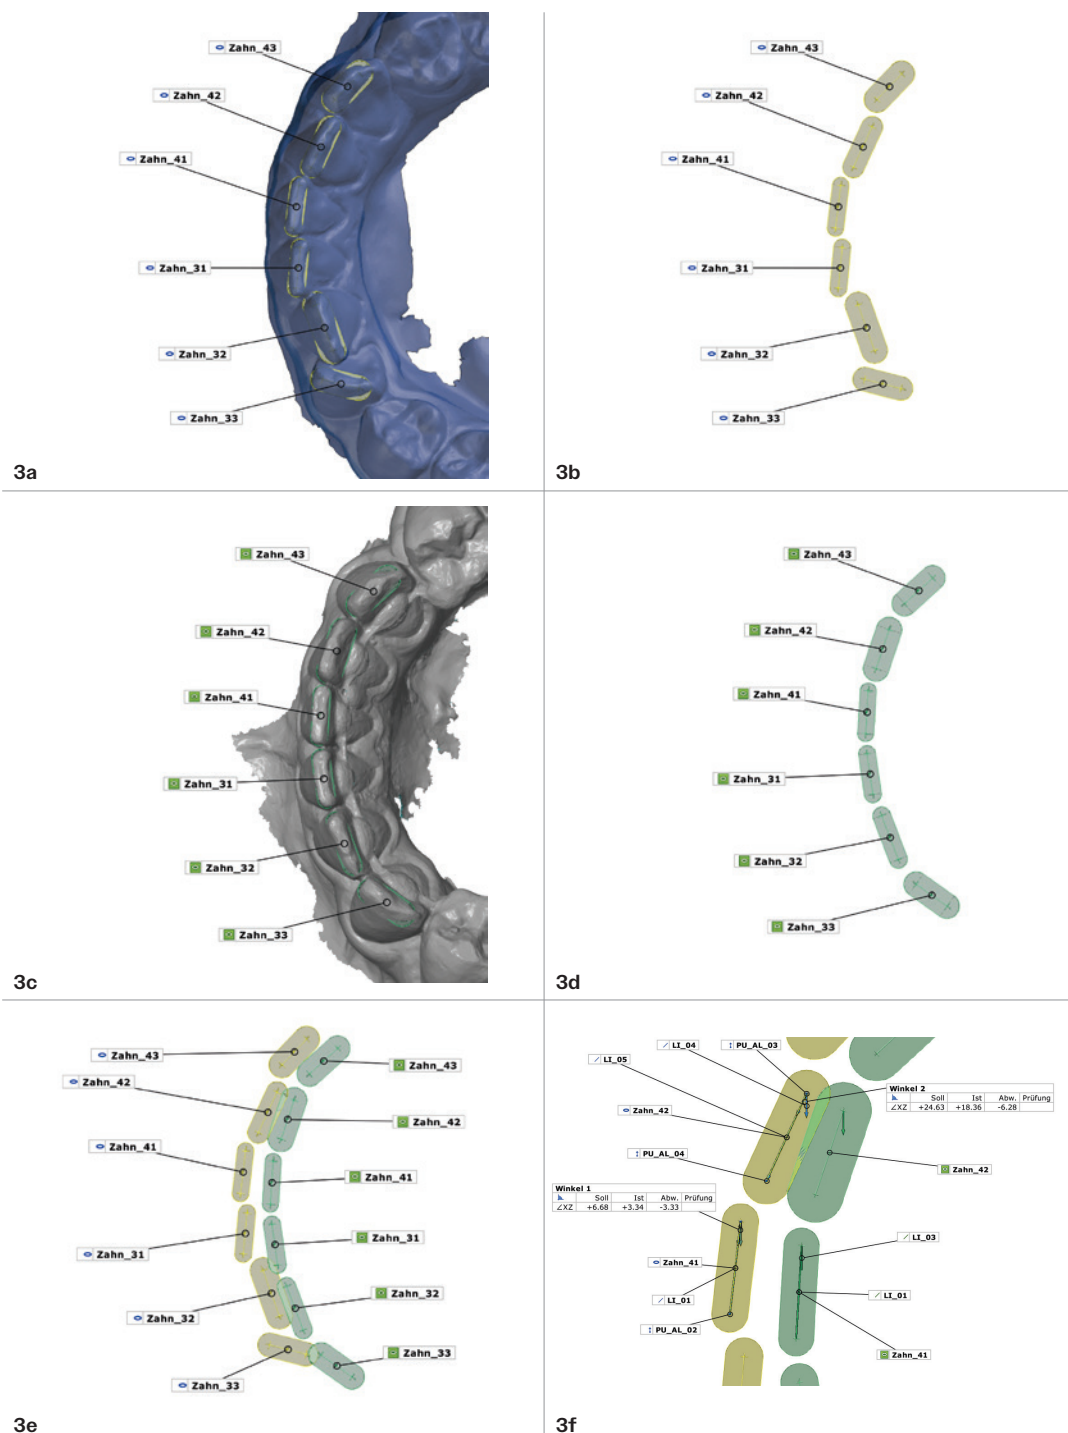 Zahn_43
Zahn_42
Zahn_41
Zahn_31
Zahn_32
Zahn_33
3a
Zahn_43
Zahn_42
Zahn_41
Zahn_31
Zahn_32
Zahn_33
3b
Zahn_43
Zahn_42
Zahn_41
Zahn_31
Zahn_32
Zahn_33
3c
Zahn_43
Zahn_42
Zahn_41
Zahn_31
Zahn_32
Zahn_33
3d
Zahn_43
Zahn_43
Zahn_42
Zahn_42
Zahn_41
Zahn_41
Zahn_31
Zahn_31
Zahn_32
Zahn_32
Zahn_33
Zahn_33
3e
LI_04
PU_AL_03
LI_05
Winkel 2
Soll Ist Abw. Prüfung
∠XZ +24.63 +18.36 -6.28
Zahn_42
PU_AL_04
Zahn_42
Winkel 1
Soll Ist Abw. Prüfung
∠XZ +6.68 +3.34 -3.33
LI_03
Zahn_41
LI_01
LI_01
PU_AL_02
Zahn_41
3f